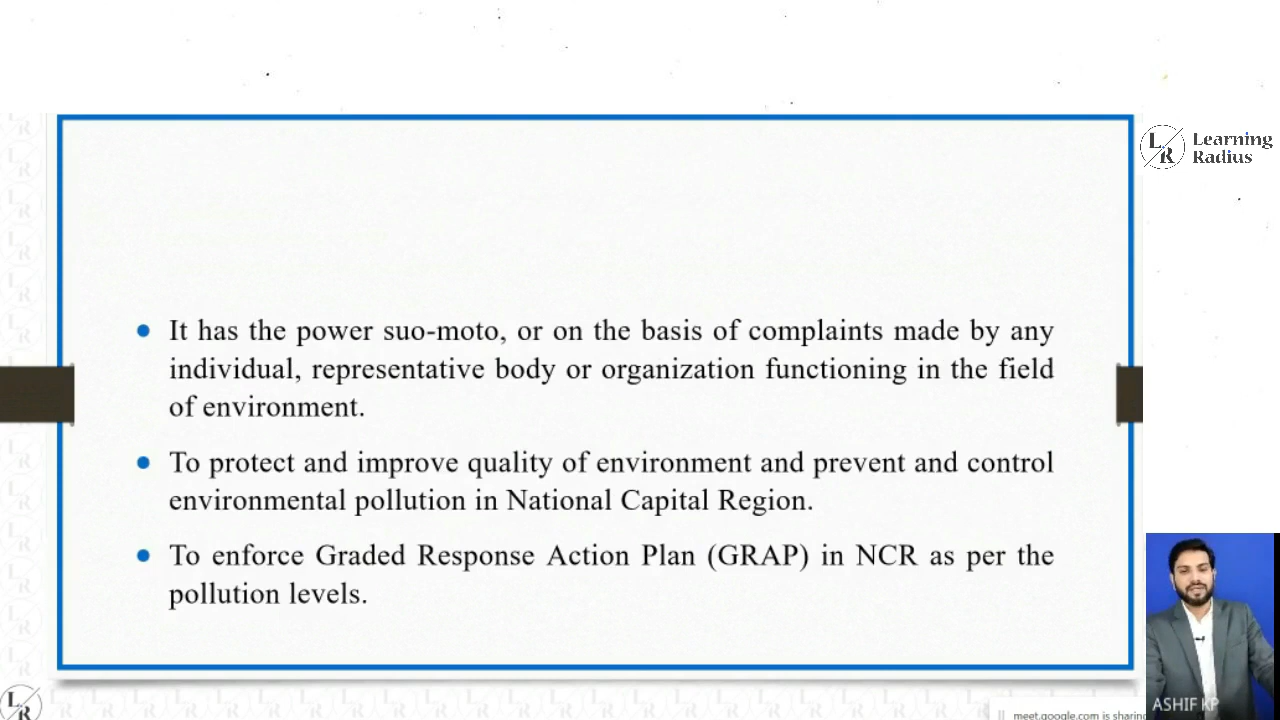 L R Learning
Radius
• It has the power suo-moto, or on the basis of complaints made by any
individual, representative body or organization functioning in the field
of environment.
• To protect and improve quality of environment and prevent and control
environmental pollution in National Capital Region.
• To enforce Graded Response Action Plan (GRAP) in NCR as per the
pollution levels.
ASHIF KP
L R
|| meet.google.com is sharing